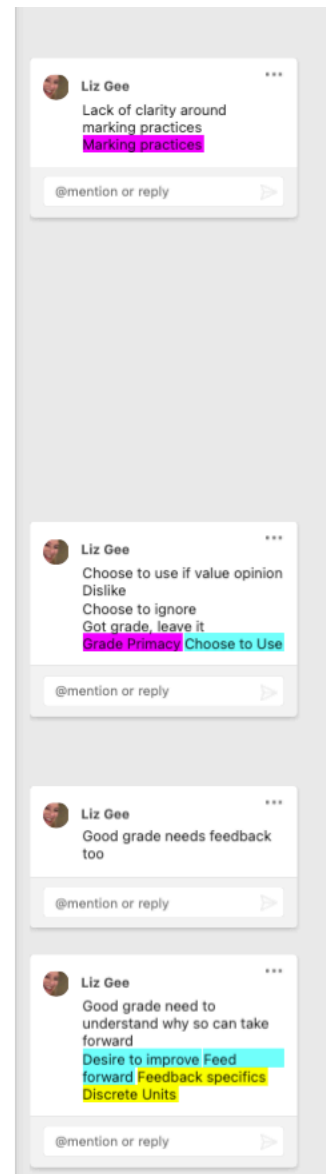 Liz Gee
Lack of clarity around
marking practices
Marking practices
@mention or reply
Liz Gee
Choose to use if value opinion
Dislike
Choose to ignore
Got grade, leave it
Grade Primacy Choose to Use
@mention or reply
Liz Gee
Good grade needs feedback
too
@mention or reply
Liz Gee
Good grade need to
understand why so can take
forward
Desire to improve Feed
forward Feedback specifics
Discrete Units
@mention or reply